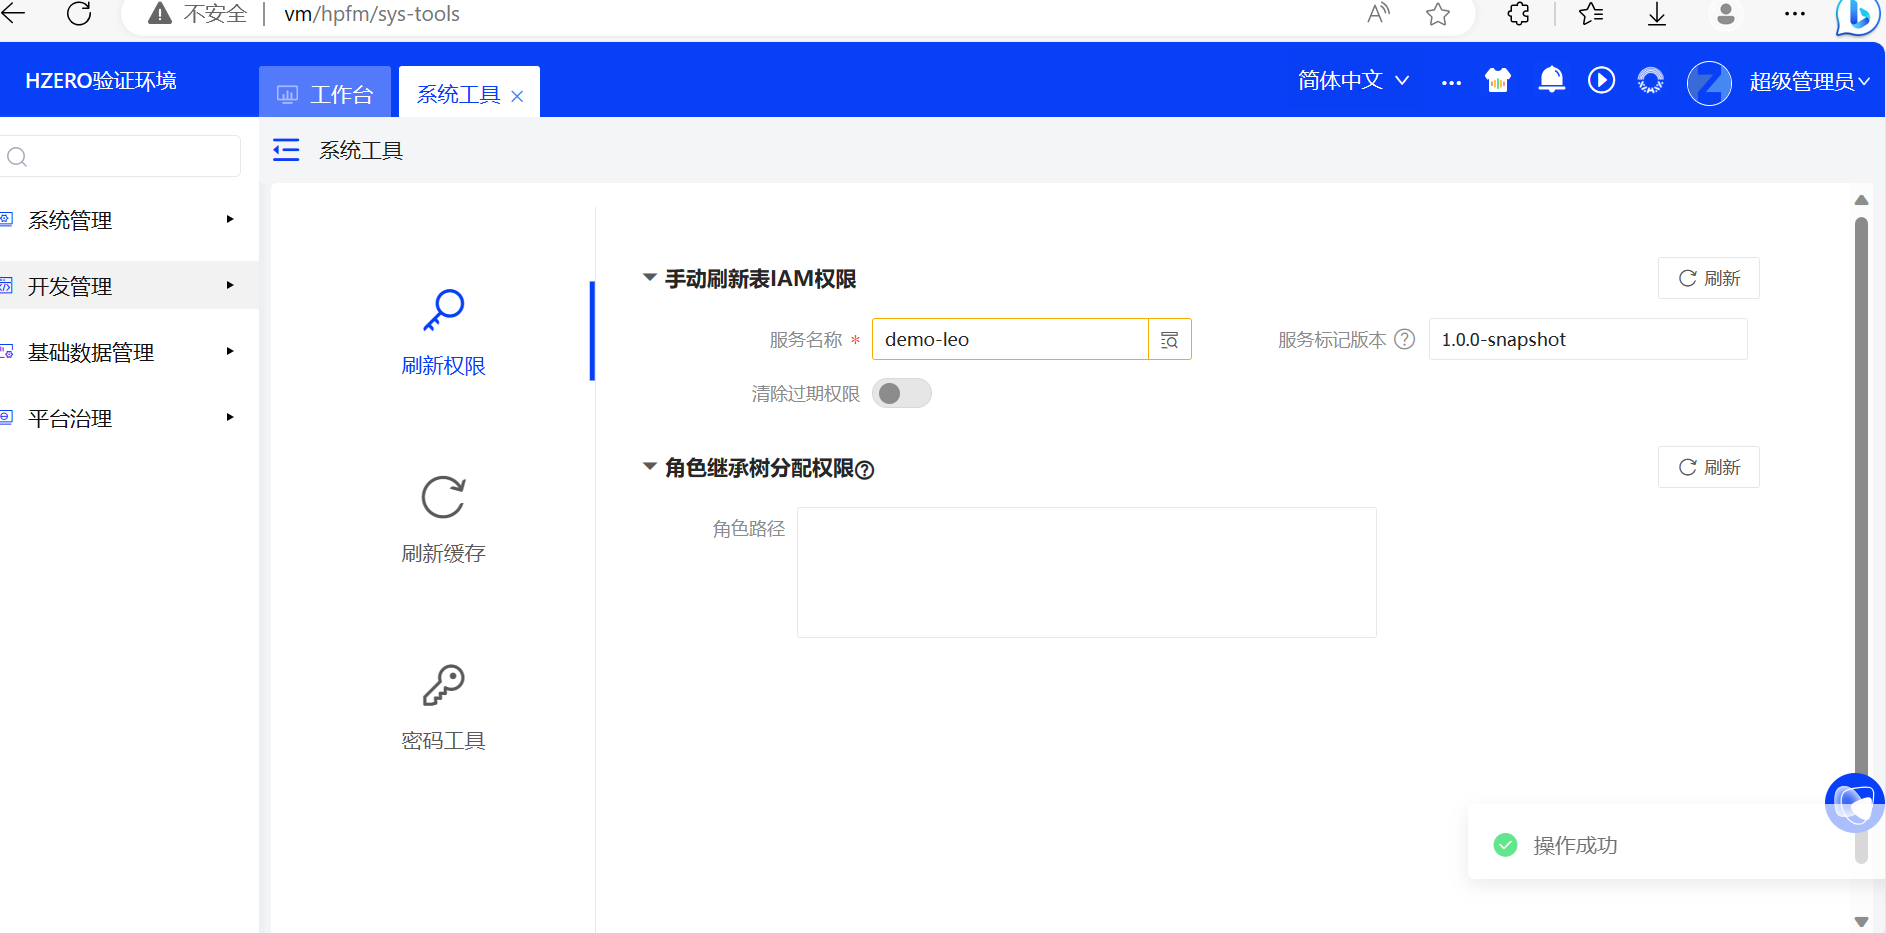 不安全 vm/hpfm/sys-tools
HZERO验证环境
工作台
系统工具
简体中文
超级管理员
系统工具
系统管理
开发管理
基础数据管理
平台治理
刷新权限
刷新缓存
密码工具
手动刷新表IAM权限
刷新
服务名称 * demo-leo
服务标记版本 1.0.0-snapshot
清除过期权限
角色继承树分配权限
刷新
角色路径
操作成功